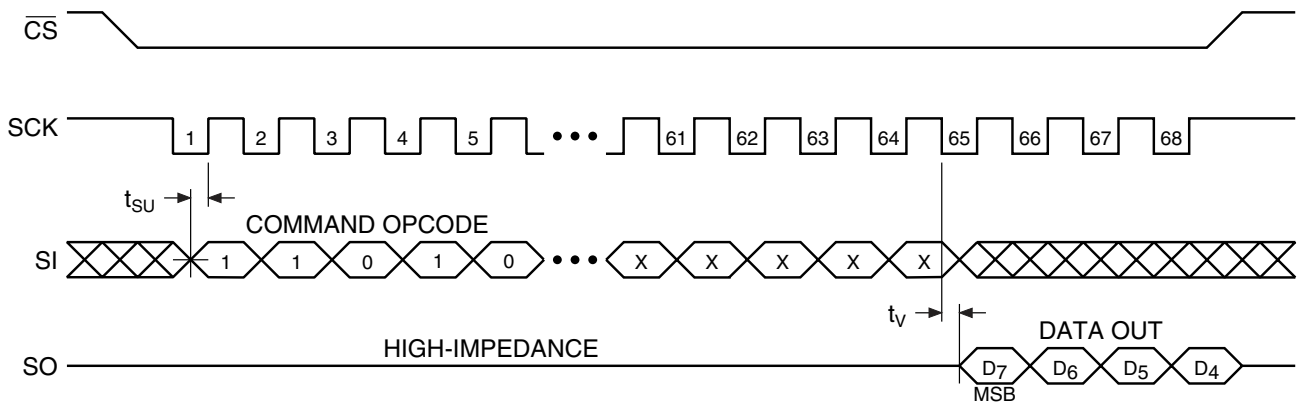 CS
SCK 1 2 3 4 5 ••• 61 62 63 64 65 66 67 68
tSU
COMMAND OPCODE
SI 1 1 0 1 0 ••• X X X X X
tV
HIGH-IMPEDANCE DATA OUT
SO D7 D6 D5 D4
MSB